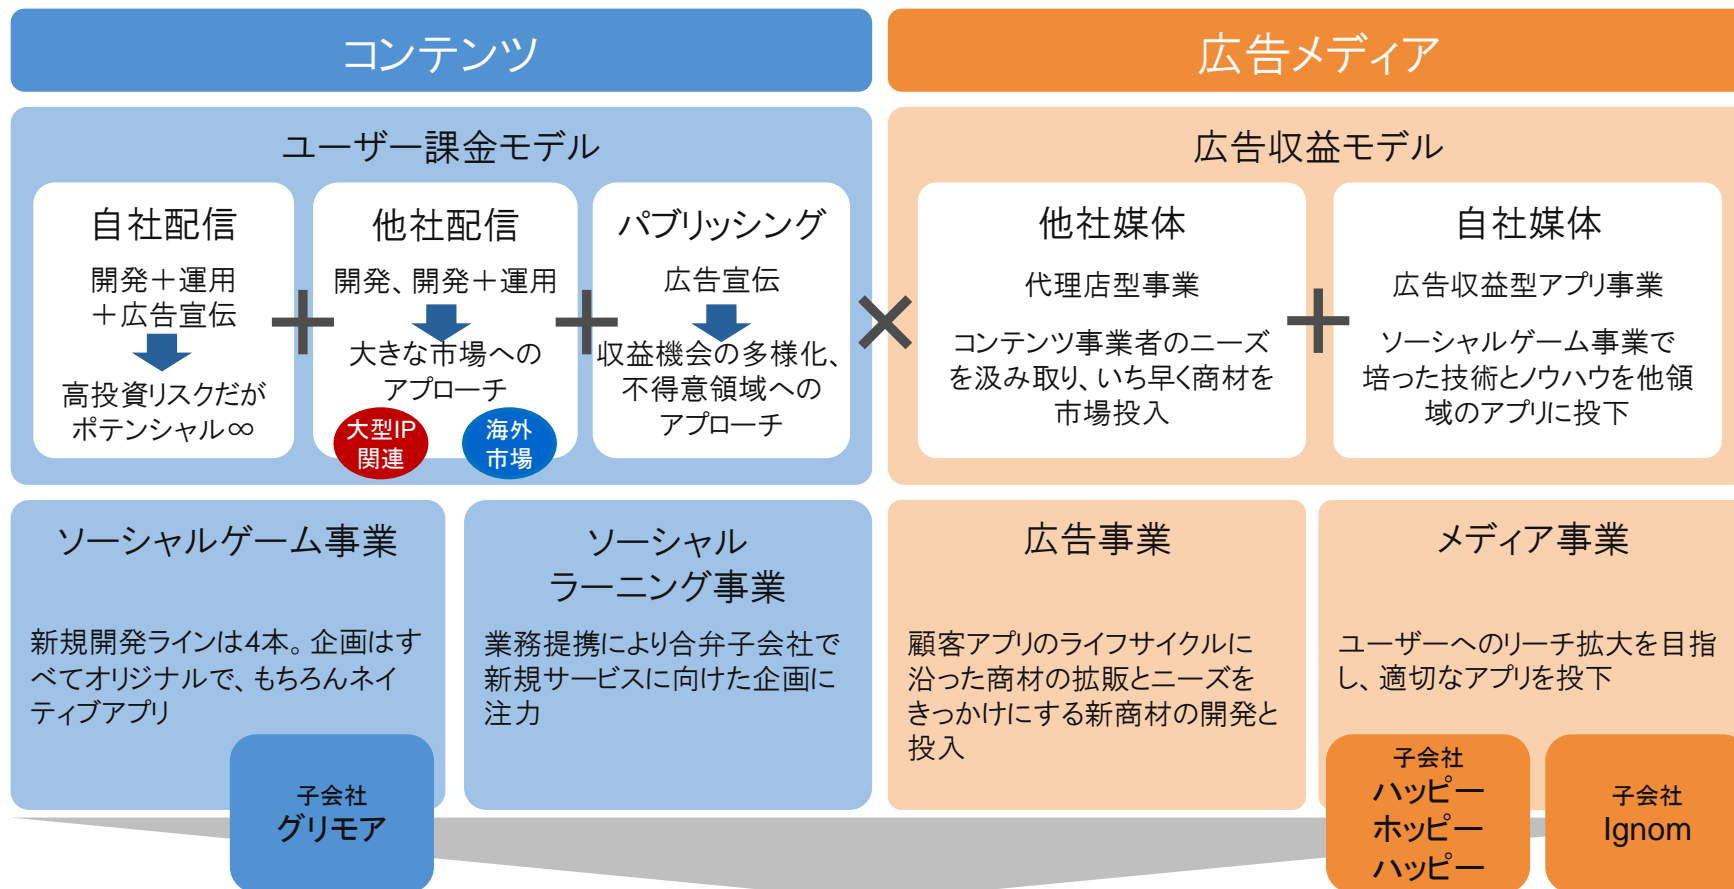 コンテンツ
広告メディア
ユーザー課金モデル
自社配信
開発＋運用
＋広告宣伝
高投資リスクだが
ポテンシャル∞
他社配信
開発、開発＋運用
大きな市場への
アプローチ
大型IP
関連
海外
市場
パブリッシング
広告宣伝
収益機会の多様化、
不得意領域への
アプローチ
広告収益モデル
他社媒体
代理店型事業
コンテンツ事業者のニーズ
を汲み取り、いち早く商材を
市場投入
自社媒体
広告収益型アプリ事業
ソーシャルゲーム事業で
培った技術とノウハウを他領
域のアプリに投下
ソーシャルゲーム事業
新規開発ラインは4本。企画はす
べてオリジナルで、もちろんネイ
ティブアプリ
子会社
グリモア
ソーシャル
ラーニング事業
業務提携により合弁子会社で
新規サービスに向けた企画に
注力
広告事業
顧客アプリのライフサイクルに
沿った商材の拡販とニーズを
きっかけにする新商材の開発と
投入
メディア事業
ユーザーへのリーチ拡大を目指
し、適切なアプリを投下
子会社
ハッピー
ホッピー
ハッピー
子会社
Ignom